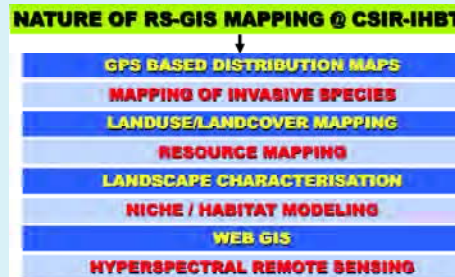 NATURE OF RS-GIS MAPPING @ CSIR-IHBT
GPS BASED DISTRIBUTION MAPS
MAPPING OF INVASIVE SPECIES
LANDUSE/LANDCOVER MAPPING
RESOURCE MAPPING
LANDSCAPE CHARACTERISATION
NICHE / HABITAT MODELING
WEB GIS
HYPERSPECTRAL REMOTE SENSING